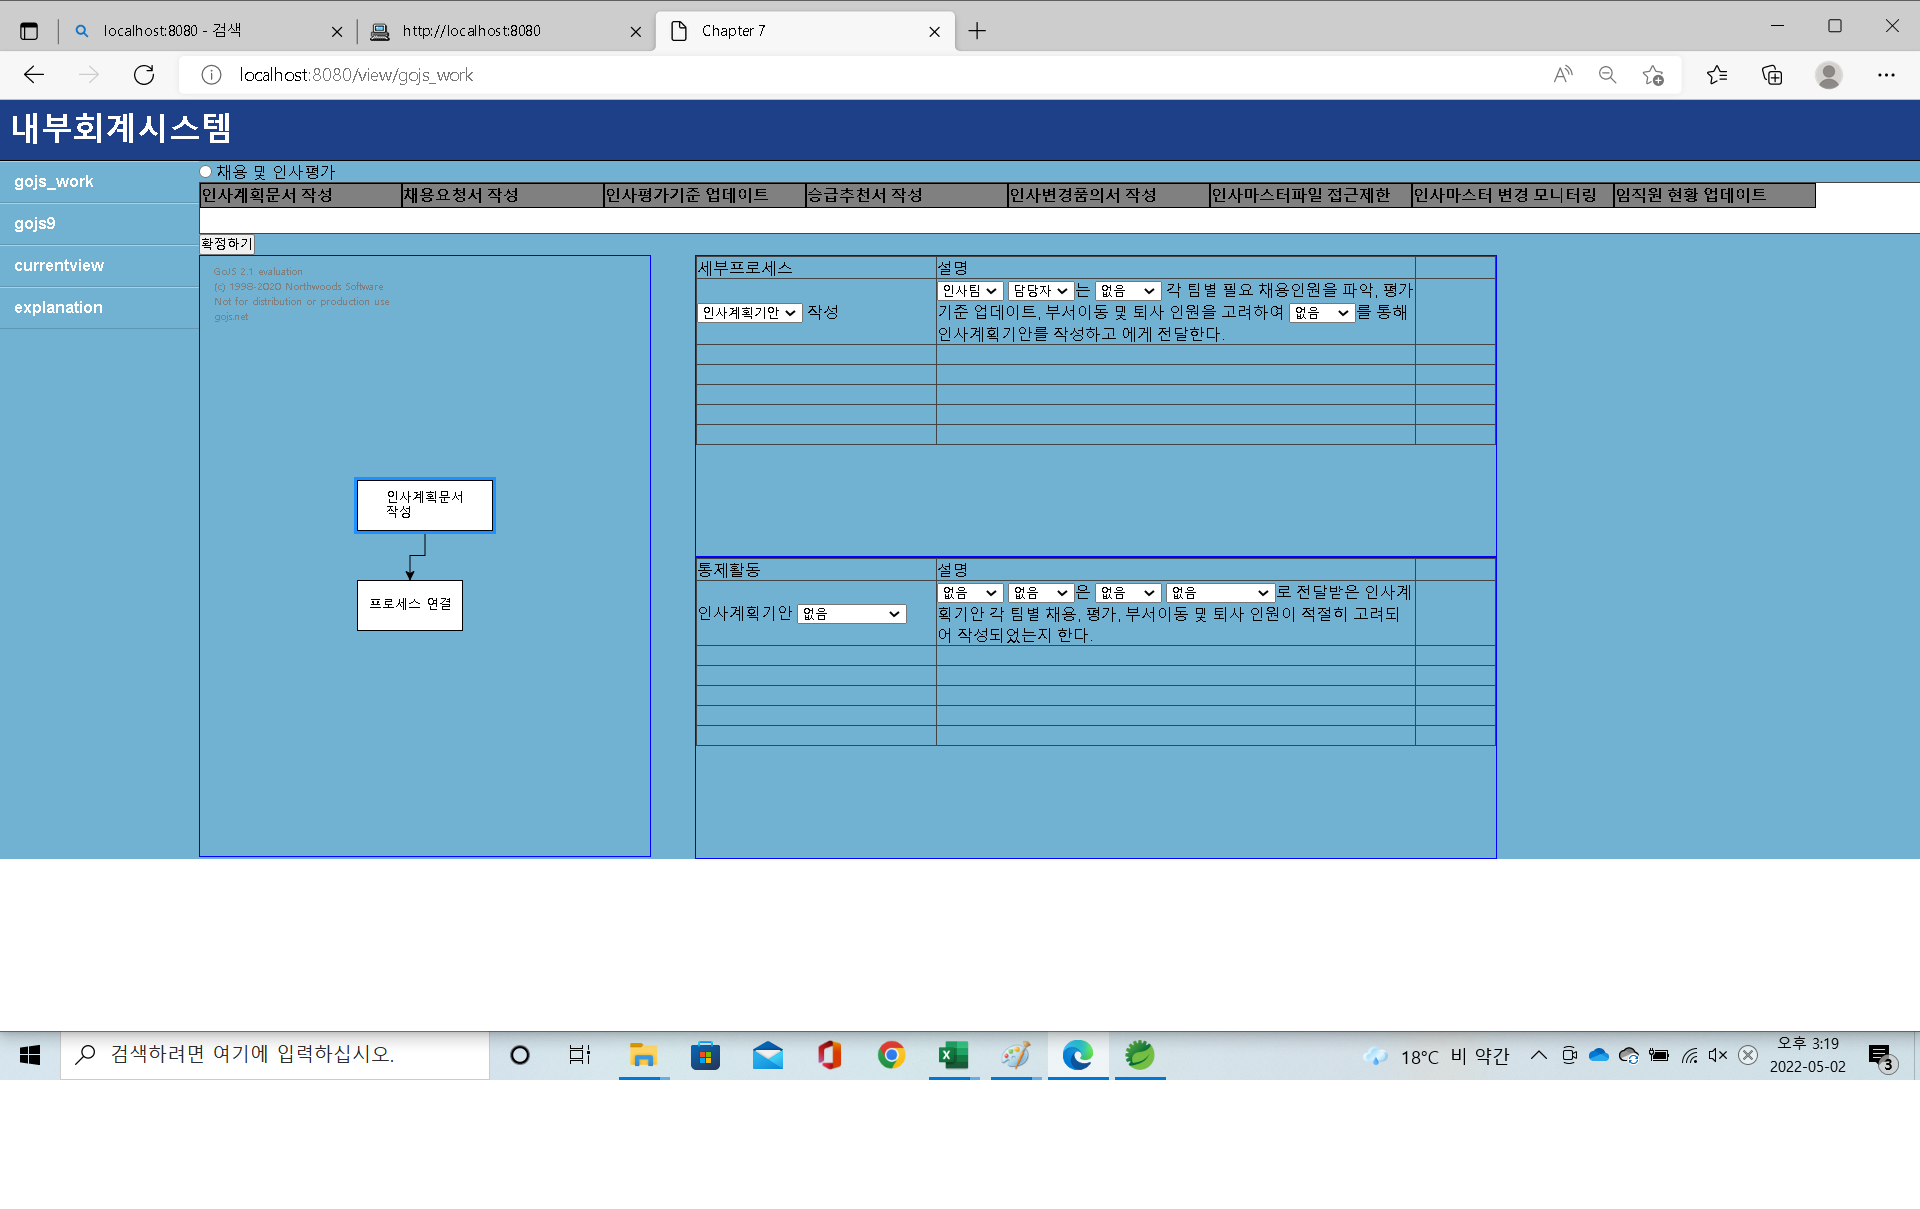 localhost:8080 - 검색
http://localhost:8080
Chapter 7
localhost:8080/view/gojs_work
내부회계시스템
gojs_work
gojs9
currentview
explanation
채용 및 인사평가
인사계획문서 작성 채용요청서 작성 인사평가기준 업데이트 승급추천서 작성 인사변경품의서 작성 인사마스터파일 접근제한 인사마스터 변경 모니터링 임직원 현황 업데이트
확정하기
GoJS 2.1 evaluation
(c) 1998-2020 Northwoods Software
Not for distribution or production use
gojs.net
인사계획문서
작성
프로세스 연결
세부프로세스 설명
인사계획기안 작성
인사팀 담당자 는 없음 각 팀별 필요 채용인원을 파악, 평가
기준 업데이트, 부서이동 및 퇴사 인원을 고려하여 없음 를 통해
인사계획기안를 작성하고 에게 전달한다.
통제활동 설명
인사계획기안 없음
없음 없음 은 없음 없음 로 전달받은 인사계
획기안 각 팀별 채용, 평가, 부서이동 및 퇴사 인원이 적절히 고려되
어 작성되었는지 한다.
검색하려면 여기에 입력하십시오.
18°C 비 약간
오후 3:19
2022-05-02
3